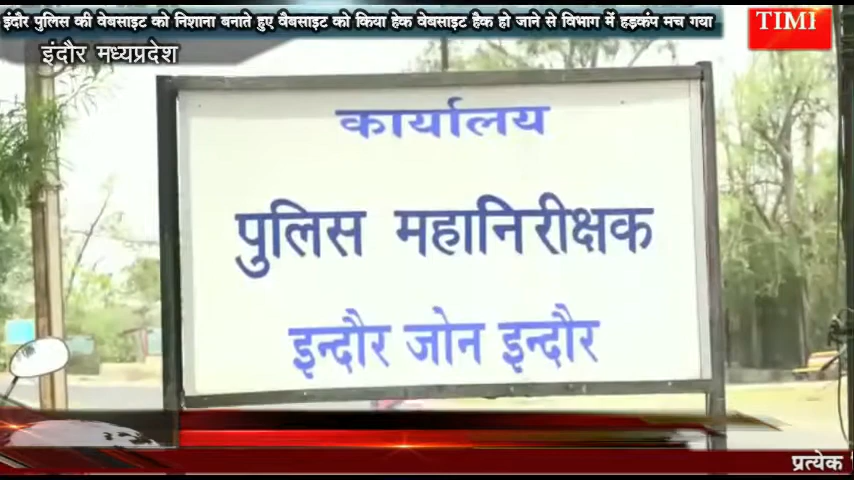 इंदौर पुलिस की वेबसाइट को निशाना बनाते हुए वैबसाइट को किया हेक वेबसाइट हैक हो जाने से विभाग में हड़कंप मच गया
TIMI
इंदौर मध्यप्रदेश
कार्यालय
पुलिस महानिरीक्षक
इन्दौर जोन इन्दौर
प्रत्येक